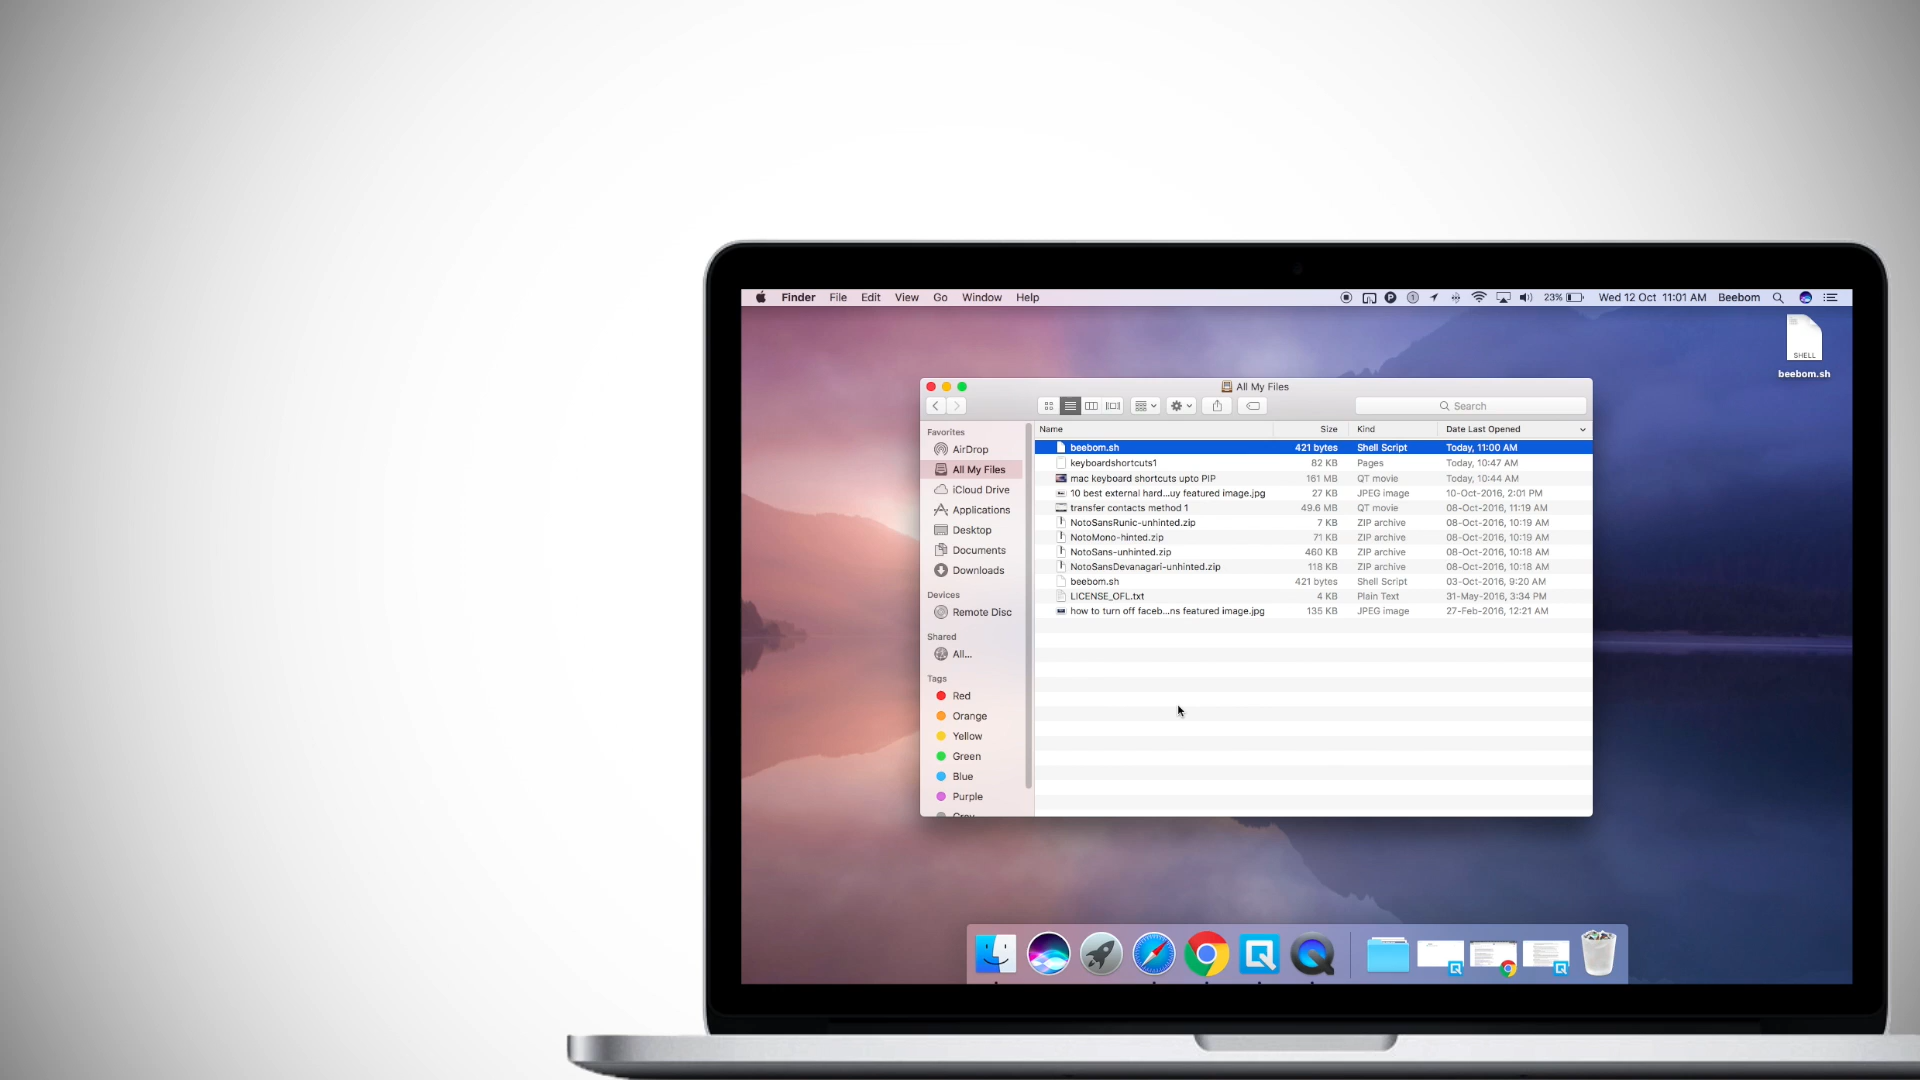 Finder File Edit View Go Window Help 23% Wed 12 Oct 11:01 AM Beebom
SHELL
beebom.sh
All My Files
Search
Favorites
AirDrop
All My Files
iCloud Drive
Applications
Desktop
Documents
Downloads
Devices
Remote Disc
Shared
All...
Tags
Red
Orange
Yellow
Green
Blue
Purple
Name Size Kind Date Last Opened
beebom.sh 421 bytes Shell Script Today, 11:00 AM
keyboardshortcuts1 82 KB Pages Today, 10:47 AM
mac keyboard shortcuts upto PIP 161 MB QT movie Today, 10:44 AM
10 best external hard...uy featured image.jpg 27 KB JPEG image 10-Oct-2016, 2:01 PM
transfer contacts method 1 49.6 MB QT movie 08-Oct-2016, 11:19 AM
NotoSansRunic-unhinted.zip 7 KB ZIP archive 08-Oct-2016, 10:19 AM
NotoMono-hinted.zip 71 KB ZIP archive 08-Oct-2016, 10:19 AM
NotoSans-unhinted.zip 460 KB ZIP archive 08-Oct-2016, 10:18 AM
NotoSansDevanagari-unhinted.zip 118 KB ZIP archive 08-Oct-2016, 10:18 AM
beebom.sh 421 bytes Shell Script 03-Oct-2016, 9:20 AM
LICENSE_OFL.txt 4 KB Plain Text 31-May-2016, 3:34 PM
how to turn off faceb...ns featured image.jpg 135 KB JPEG image 27-Feb-2016, 12:21 AM